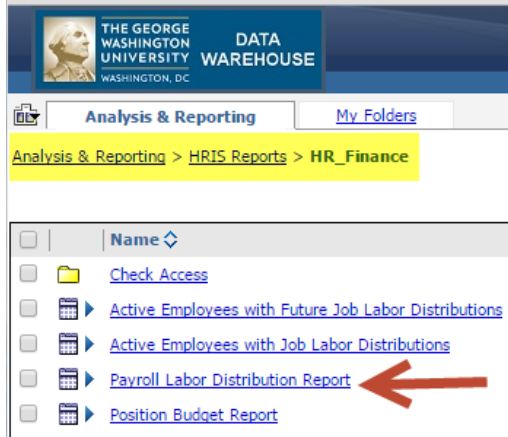 THE GEORGE
WASHINGTON
UNIVERSITY
WASHINGTON, DC
DATA
WAREHOUSE
Analysis & Reporting
My Folders
Analysis & Reporting > HRIS Reports > HR_Finance
Name
Check Access
Active Employees with Future Job Labor Distributions
Active Employees with Job Labor Distributions
Payroll Labor Distribution Report
Position Budget Report